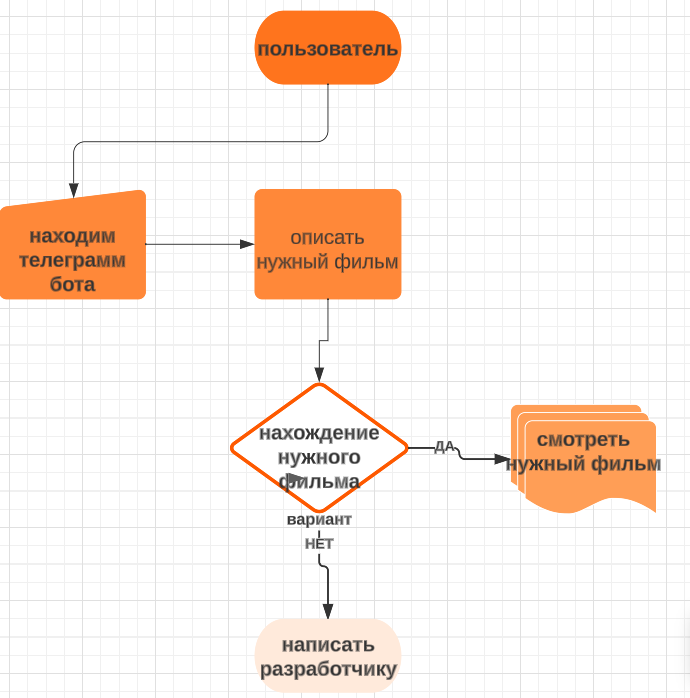 пользователь
находим
телеграмм
бота
описать
нужный фильм
нахождение
нужного
фильма
ДА
смотреть
нужный фильм
вариант
НЕТ
написать
разработчику